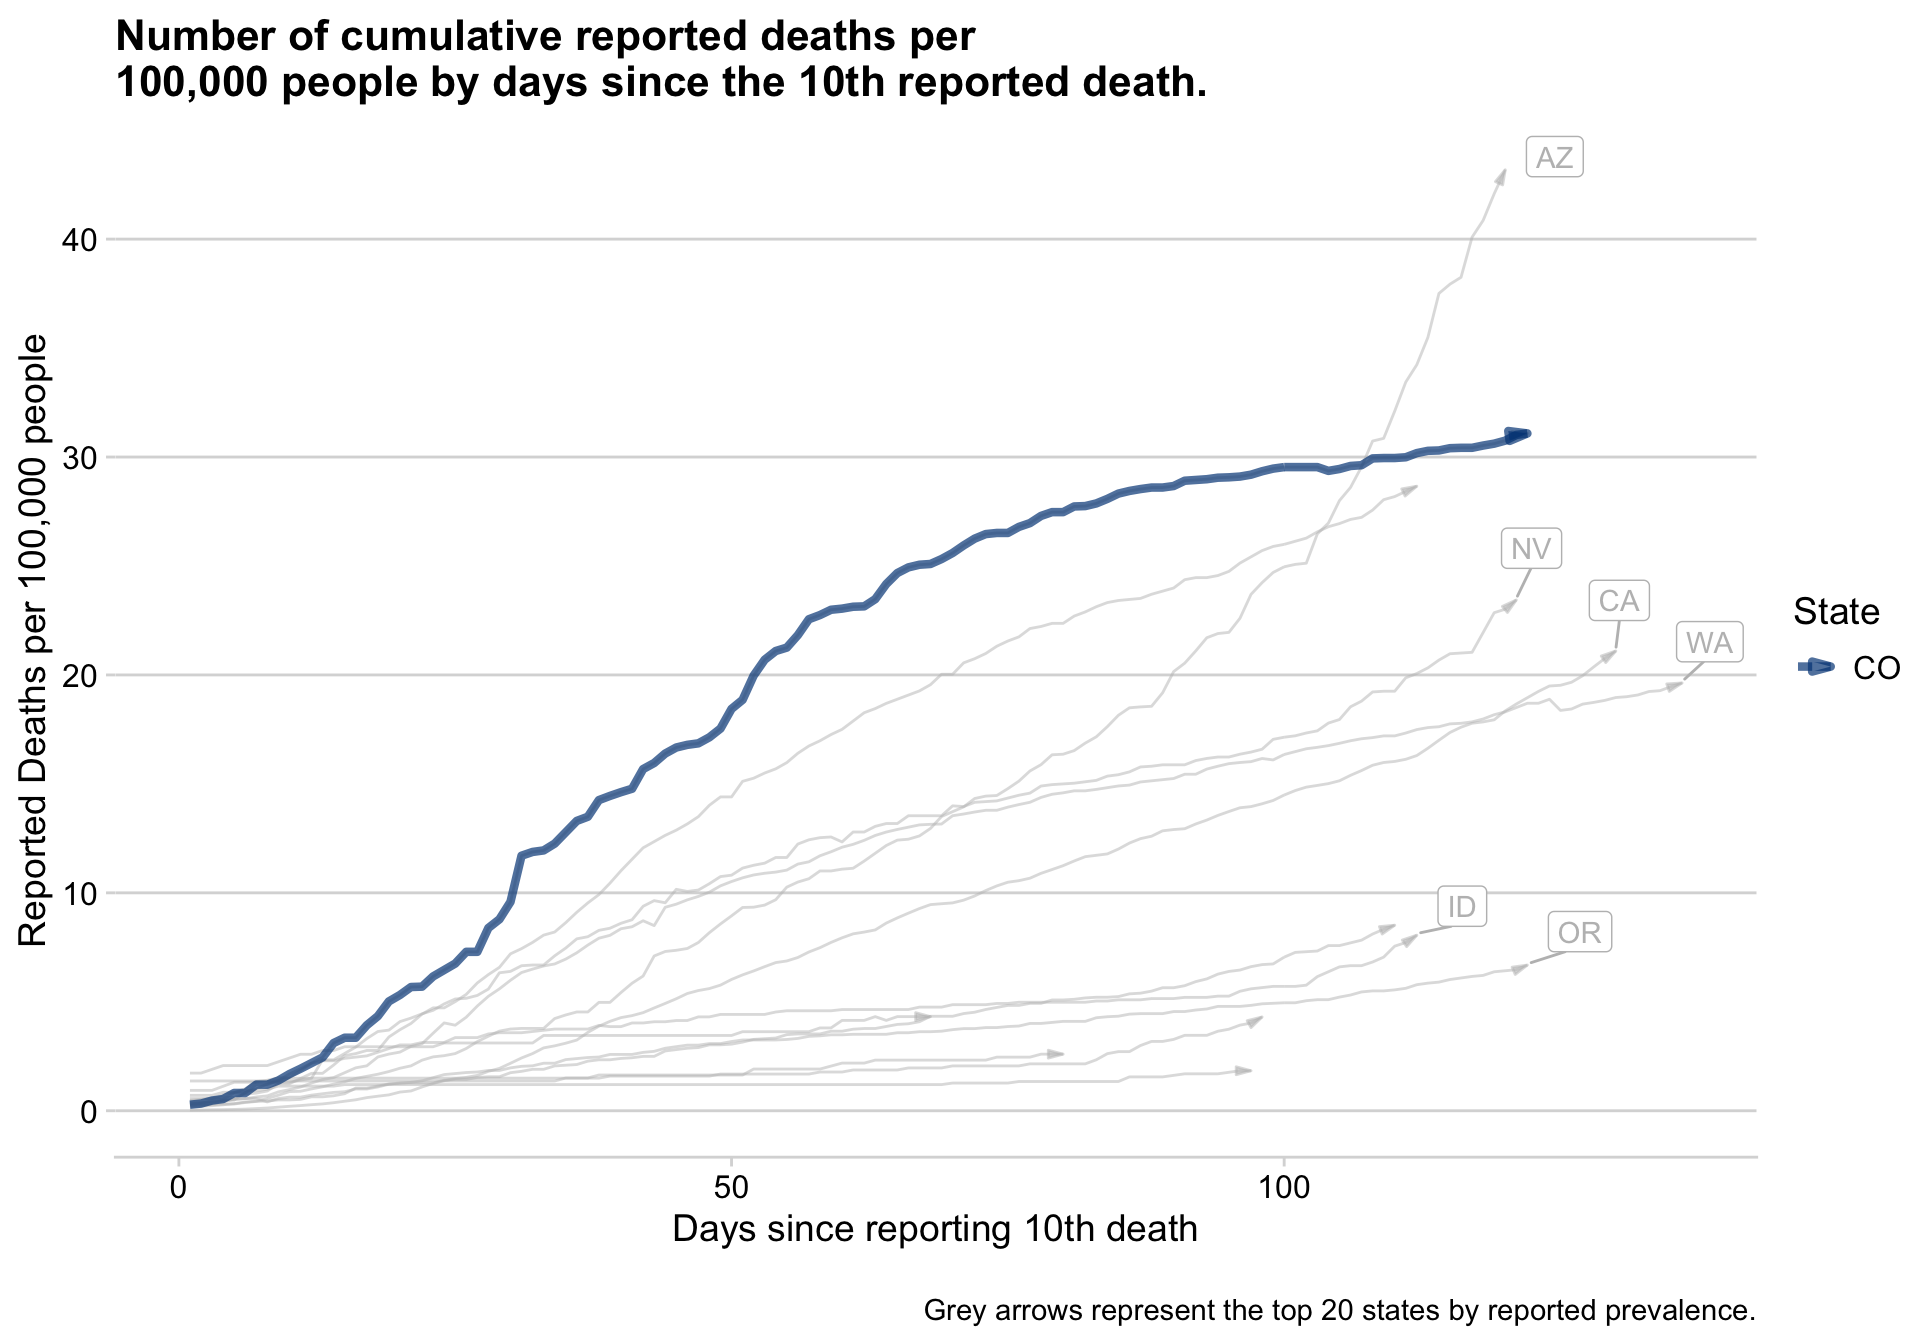 Number of cumulative reported deaths per
100,000 people by days since the 10th reported death.
Reported Deaths per 100,000 people
40
30
20
10
0
0
50
100
Days since reporting 10th death
AZ
NV
CA
WA
ID
OR
State
CO
Grey arrows represent the top 20 states by reported prevalence.